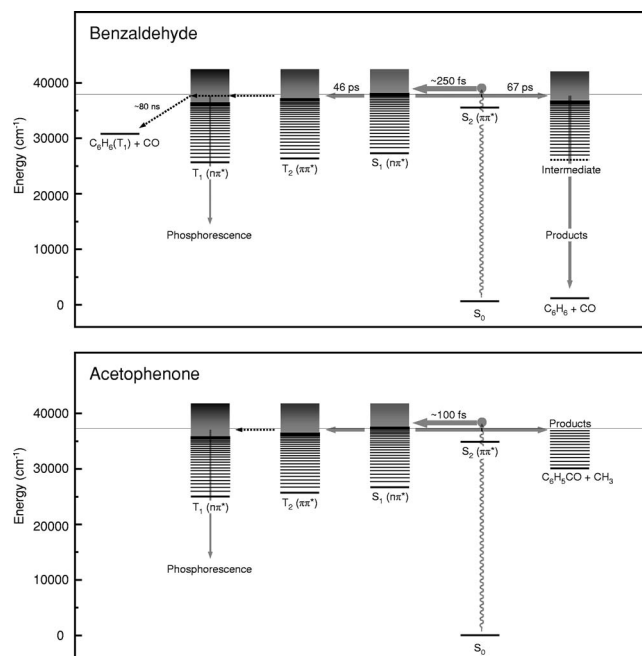 Benzaldehyde
Energy (cm⁻¹)
40000
30000
20000
10000
0
~80 ns
46 ps
~250 fs
67 ps
C₆H₆(T₁) + CO
T₁ (nπ*)
T₂ (ππ*)
S₁ (nπ*)
S₂ (ππ*)
Intermediate
Phosphorescence
Products
S₀
C₆H₆ + CO
Acetophenone
Energy (cm⁻¹)
40000
30000
20000
10000
0
~100 fs
Products
T₁ (nπ*)
T₂ (ππ*)
S₁ (nπ*)
S₂ (ππ*)
C₆H₅CO + CH₃
Phosphorescence
S₀